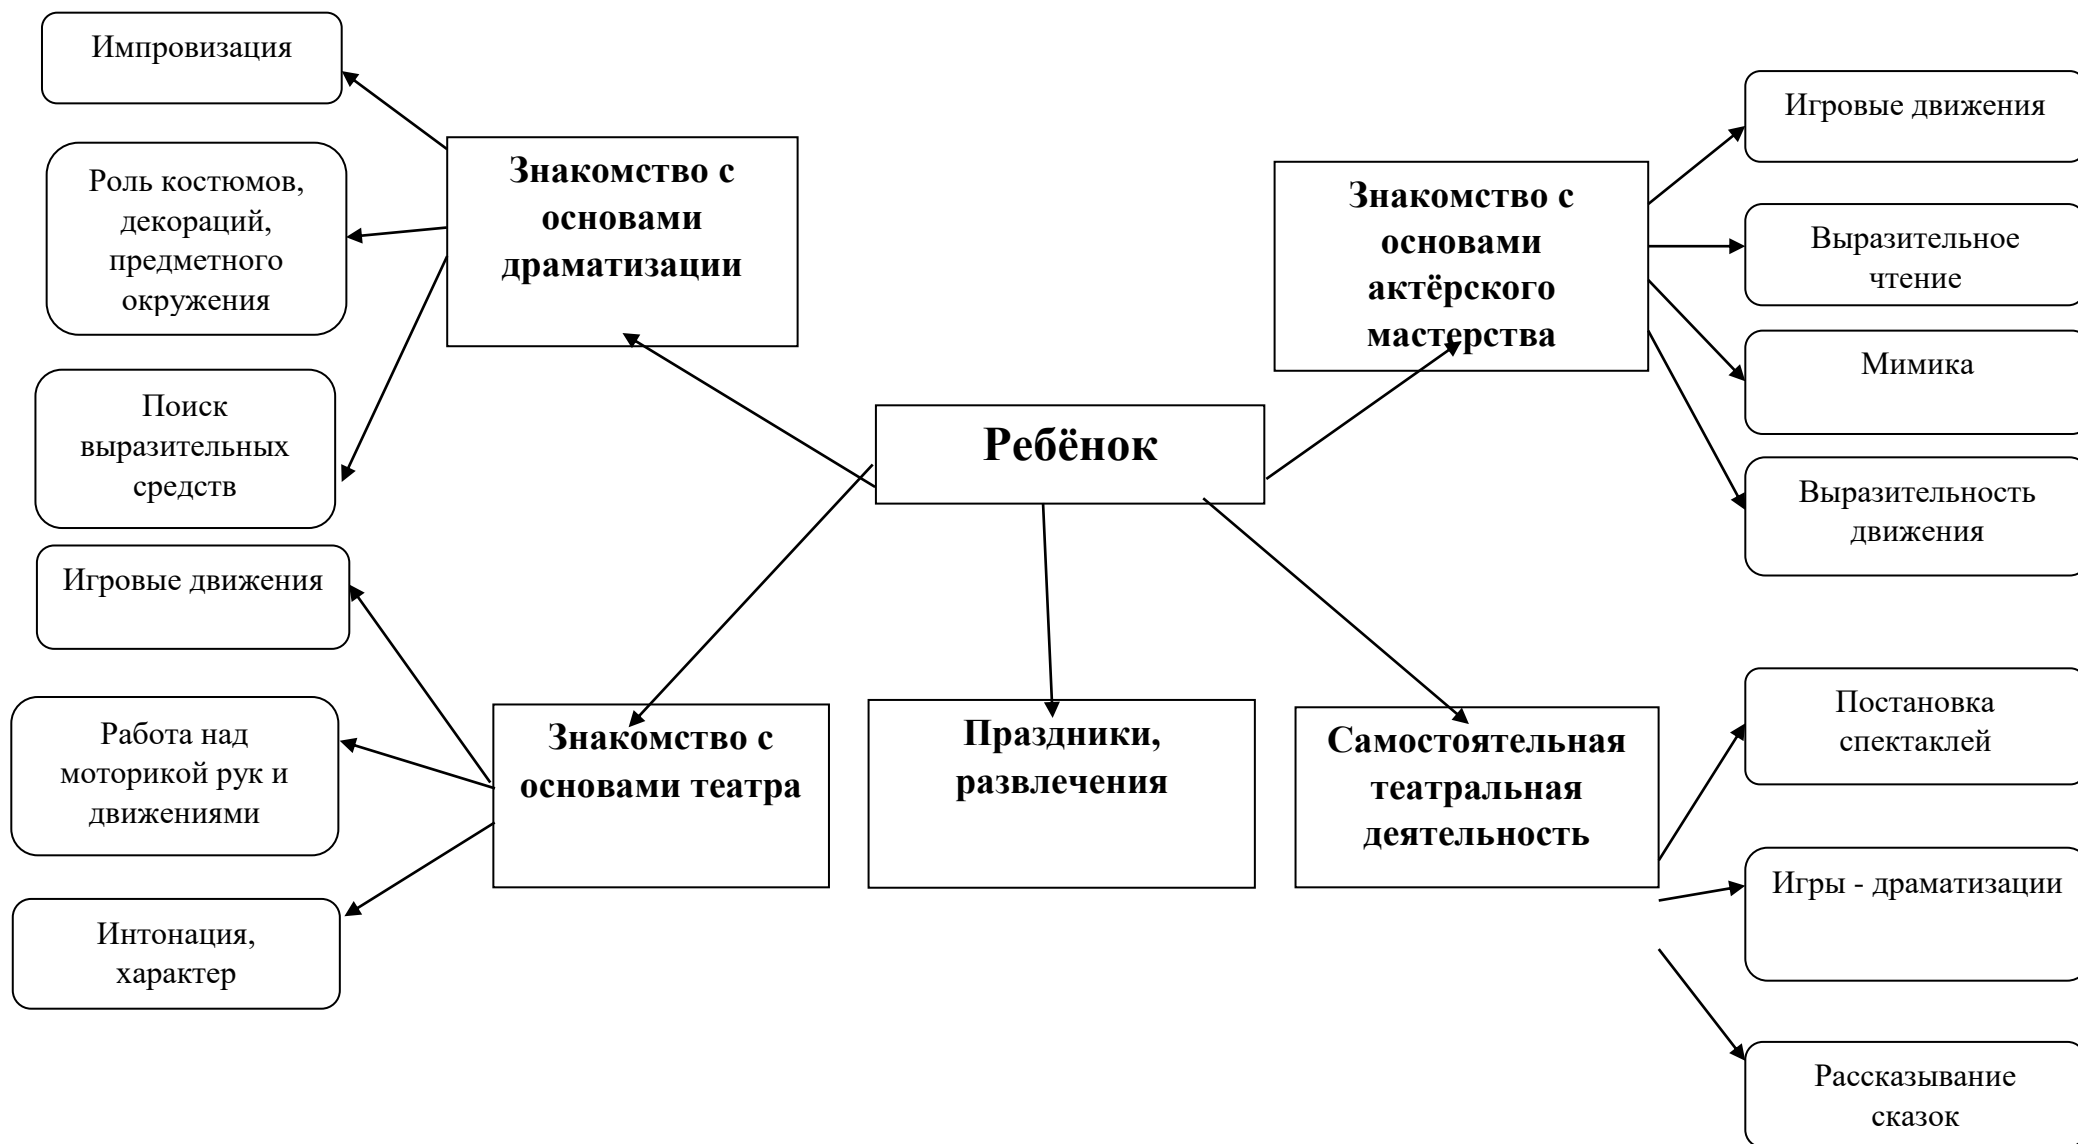 Импровизация
Роль костюмов,
декораций,
предметного
окружения
Поиск
выразительных
средств
Знакомство с
основами
драматизации
Знакомство с
основами
актёрского
мастерства
Игровые движения
Выразительное
чтение
Мимика
Выразительность
движения
Ребёнок
Игровые движения
Работа над
моторикой рук и
движениями
Интонация,
характер
Знакомство с
основами театра
Праздники,
развлечения
Самостоятельная
театральная
деятельность
Постановка
спектаклей
Игры - драматизации
Рассказывание
сказок